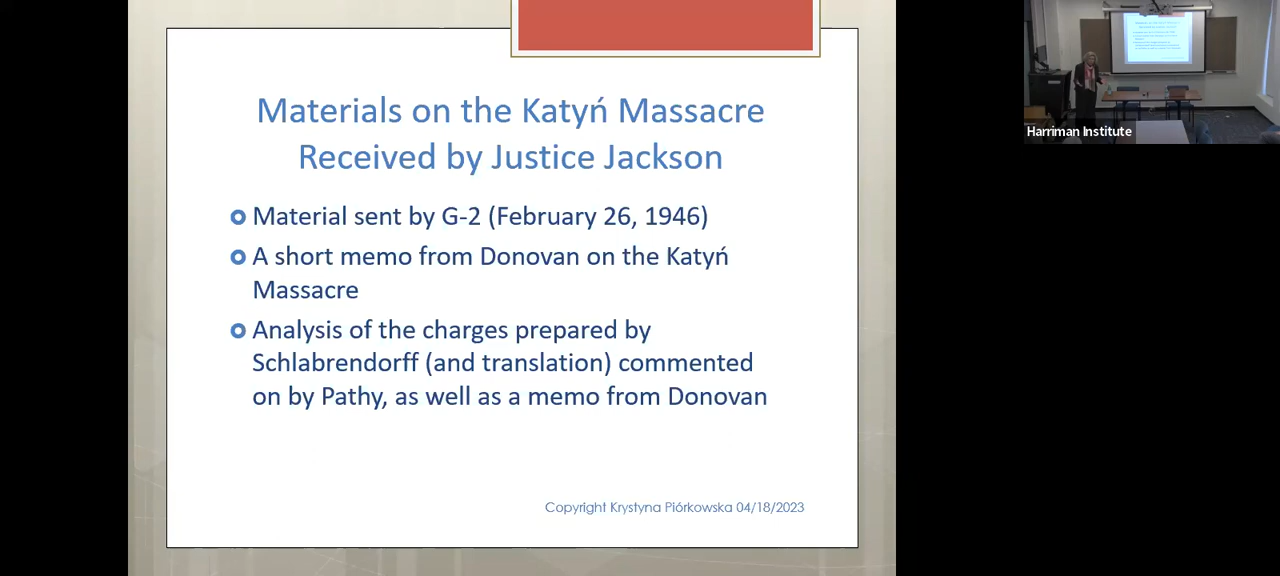 Materials on the Katyń Massacre
Received by Justice Jackson
Material sent by G-2 (February 26, 1946)
A short memo from Donovan on the Katyń
Massacre
Analysis of the charges prepared by
Schlabrendorff (and translation) commented
on by Pathy, as well as a memo from Donovan
Copyright Krystyna Piórkowska 04/18/2023
Harriman Institute